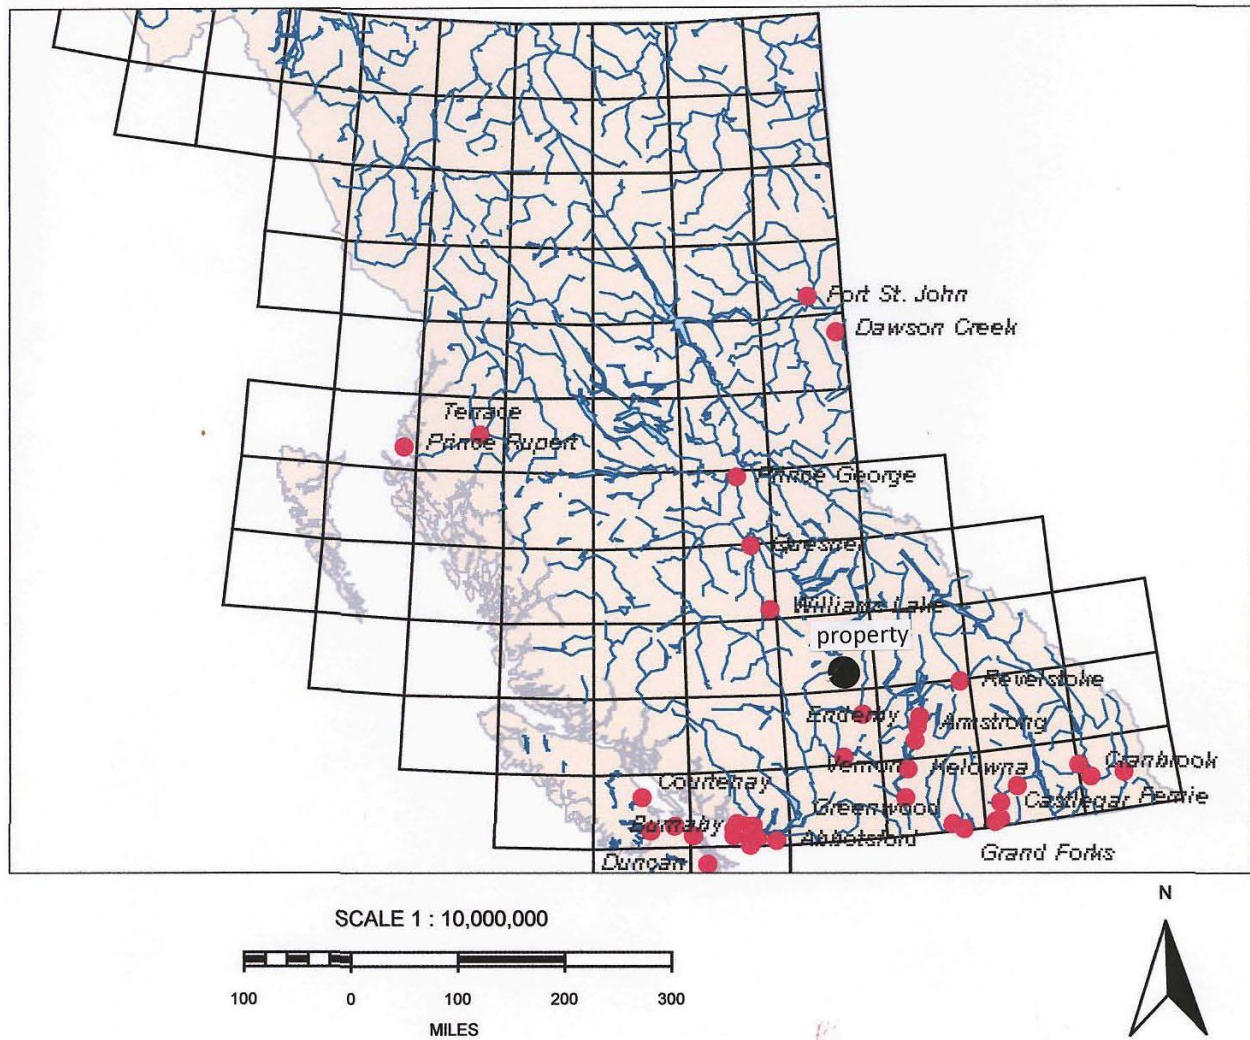 Fort St. John
Dawson Creek
Terrace
Prince Rupert
Prince George
Quesnel
Williams Lake
property
Revelstoke
Enderby
Armstrong
Vernon
Kelowna
Cranbrook
Courtenay
Greenwood
Castlegar
Fernie
Burnaby
Abbotsford
Duncan
Grand Forks
SCALE 1 : 10,000,000
100 0 100 200 300
MILES
N